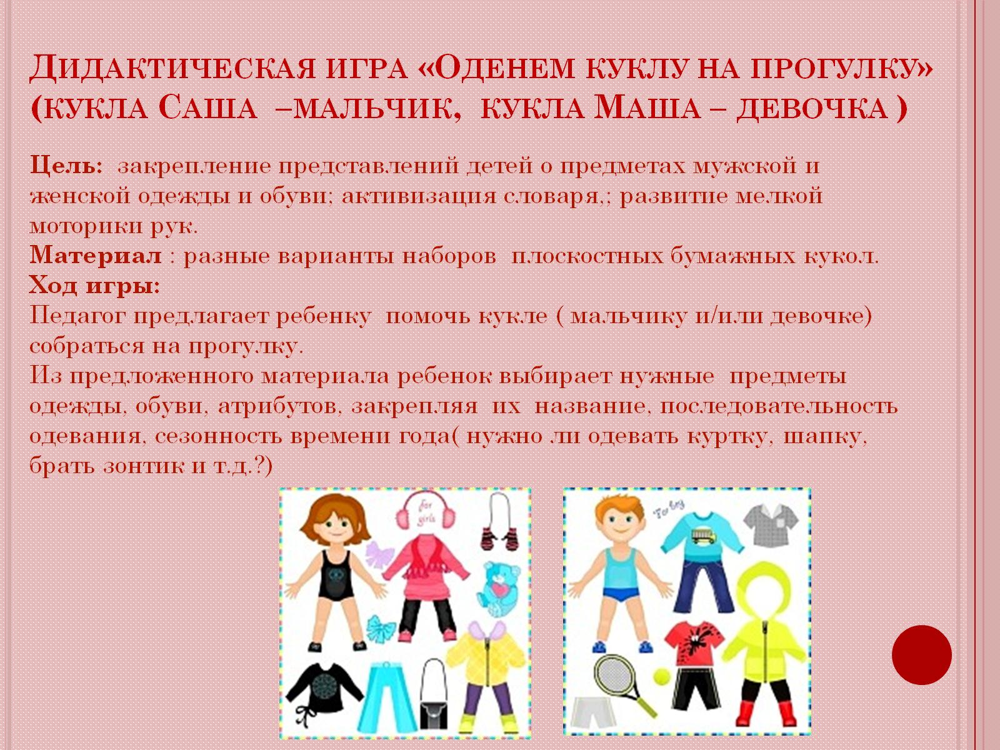 Дидактическая игра «Оденем куклу на прогулку»
(кукла Саша –мальчик, кукла Маша – девочка )
Цель: закрепление представлений детей о предметах мужской и
женской одежды и обуви; активизация словаря,; развитие мелкой
моторики рук.
Материал : разные варианты наборов плоскостных бумажных кукол.
Ход игры:
Педагог предлагает ребенку помочь кукле ( мальчику и/или девочке)
собраться на прогулку.
Из предложенного материала ребенок выбирает нужные предметы
одежды, обуви, атрибутов, закрепляя их название, последовательность
одевания, сезонность времени года( нужно ли одевать куртку, шапку,
брать зонтик и т.д.?)
for
girls
For boy